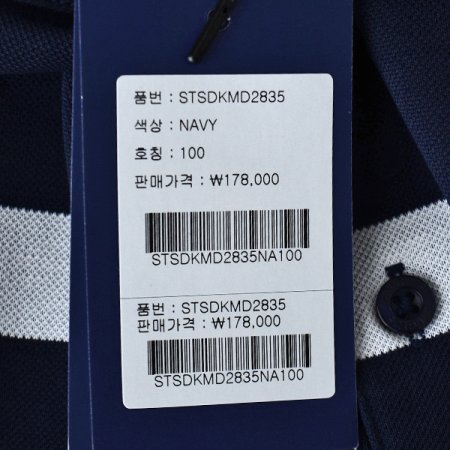 품번 : STSDKMD2835
색상 : NAVY
호칭 : 100
판매가격 : ₩178,000
STSDKMD2835NA100
품번 : STSDKMD2835
판매가격 : ₩178,000
STSDKMD2835NA100